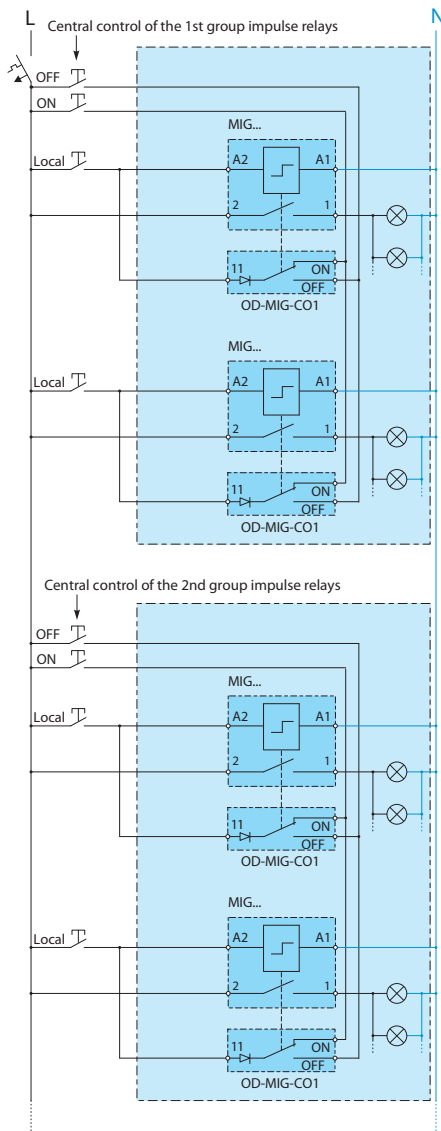 L N
Central control of the 1st group impulse relays
OFF
ON
MIG...
Local A2 A1
2 1
11 ON
OFF
OD-MIG-CO1
MIG...
Local A2 A1
2 1
11 ON
OFF
OD-MIG-CO1
Central control of the 2nd group impulse relays
OFF
ON
MIG...
Local A2 A1
2 1
11 ON
OFF
OD-MIG-CO1
MIG...
Local A2 A1
2 1
11 ON
OFF
OD-MIG-CO1